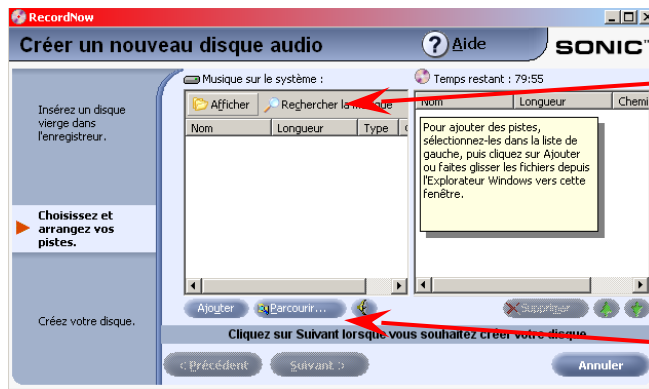 RecordNow
Créer un nouveau disque audio
Aide
SONIC™
Musique sur le système :
Temps restant : 79:55
Afficher
Rechercher la musique
Nom Longueur Type
Nom Longueur Chemi
Insérez un disque
vierge dans
l'enregistreur.
Pour ajouter des pistes,
sélectionnez-les dans la liste de
gauche, puis cliquez sur Ajouter
ou faites glisser les fichiers depuis
l'Explorateur Windows vers cette
fenêtre.
Choisissez et
arrangez vos
pistes.
Créez votre disque.
Ajouter
Parcourir...
Supprimer
Cliquez sur Suivant lorsque vous souhaitez créer votre disque
< Précédent
Suivant >
Annuler